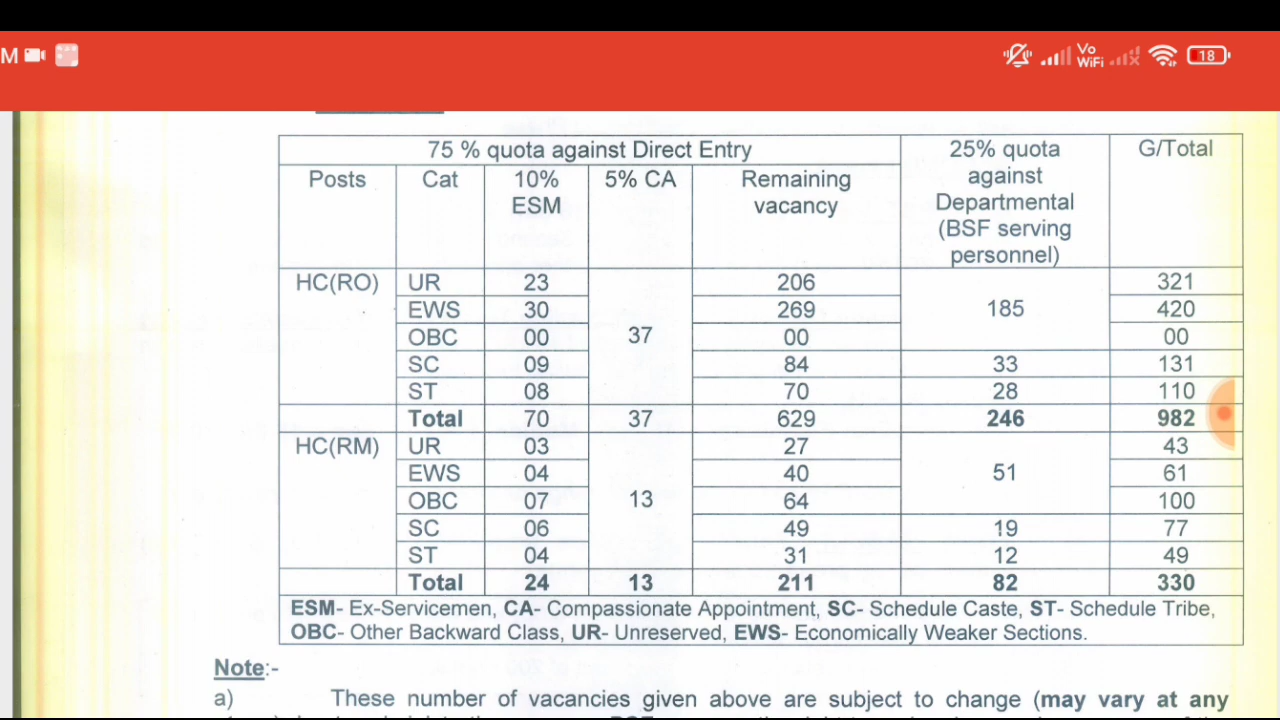 M
Vo WiFi 18
75 % quota against Direct Entry 25% quota against Departmental (BSF serving personnel) G/Total
Posts Cat 10% ESM 5% CA Remaining vacancy
HC(RO) UR 23 37 206 185 321
EWS 30 269 420
OBC 00 00 00
SC 09 84 33 131
ST 08 70 28 110
Total 70 37 629 246 982
HC(RM) UR 03 13 27 51 43
EWS 04 40 61
OBC 07 64 100
SC 06 49 19 77
ST 04 31 12 49
Total 24 13 211 82 330
ESM- Ex-Servicemen, CA- Compassionate Appointment, SC- Schedule Caste, ST- Schedule Tribe,
OBC- Other Backward Class, UR- Unreserved, EWS- Economically Weaker Sections.
Note:-
a) These number of vacancies given above are subject to change (may vary at any